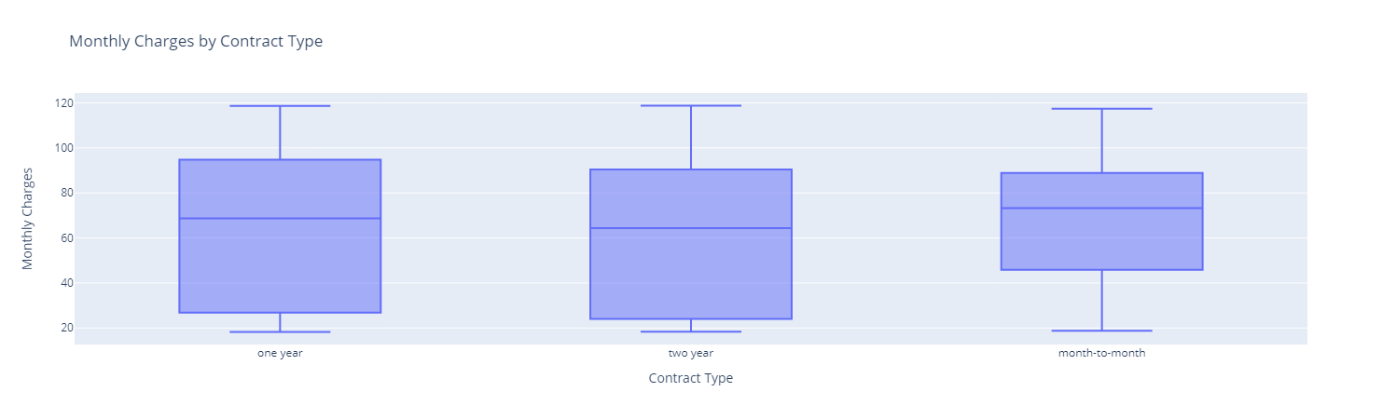 Monthly Charges by Contract Type
Monthly Charges
120
100
80
60
40
20
one year
two year
month-to-month
Contract Type